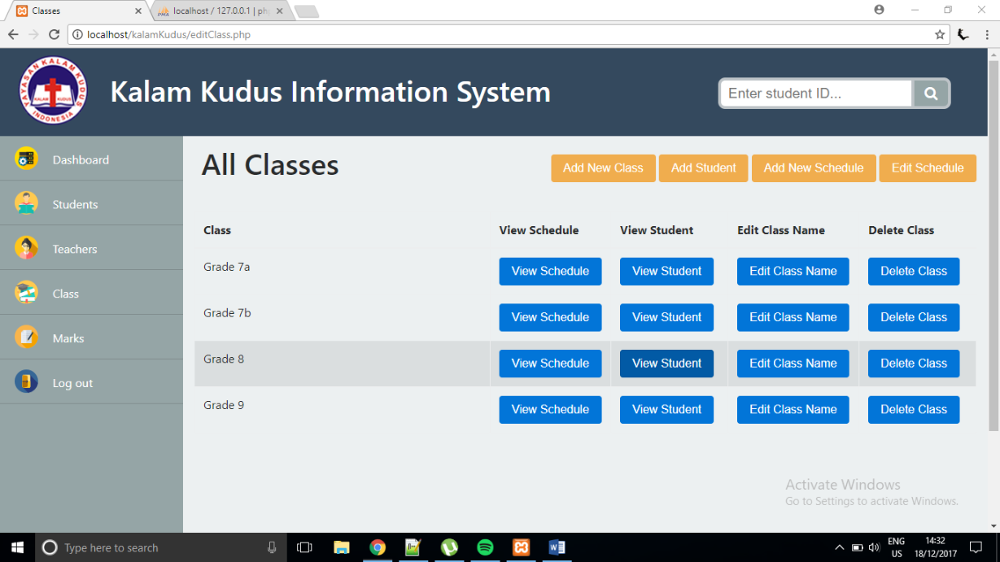 Classes
localhost / 127.0.0.1 | ph
localhost/kalamKudus/editClass.php
YAYASAN KALAM KUDUS
KALAM KUDUS
INDONESIA
Kalam Kudus Information System
Enter student ID...
Dashboard
Students
Teachers
Class
Marks
Log out
All Classes
Add New Class Add Student Add New Schedule Edit Schedule
Class View Schedule View Student Edit Class Name Delete Class
Grade 7a View Schedule View Student Edit Class Name Delete Class
Grade 7b View Schedule View Student Edit Class Name Delete Class
Grade 8 View Schedule View Student Edit Class Name Delete Class
Grade 9 View Schedule View Student Edit Class Name Delete Class
Activate Windows
Go to Settings to activate Windows.
Type here to search
ENG
US
14:32
18/12/2017